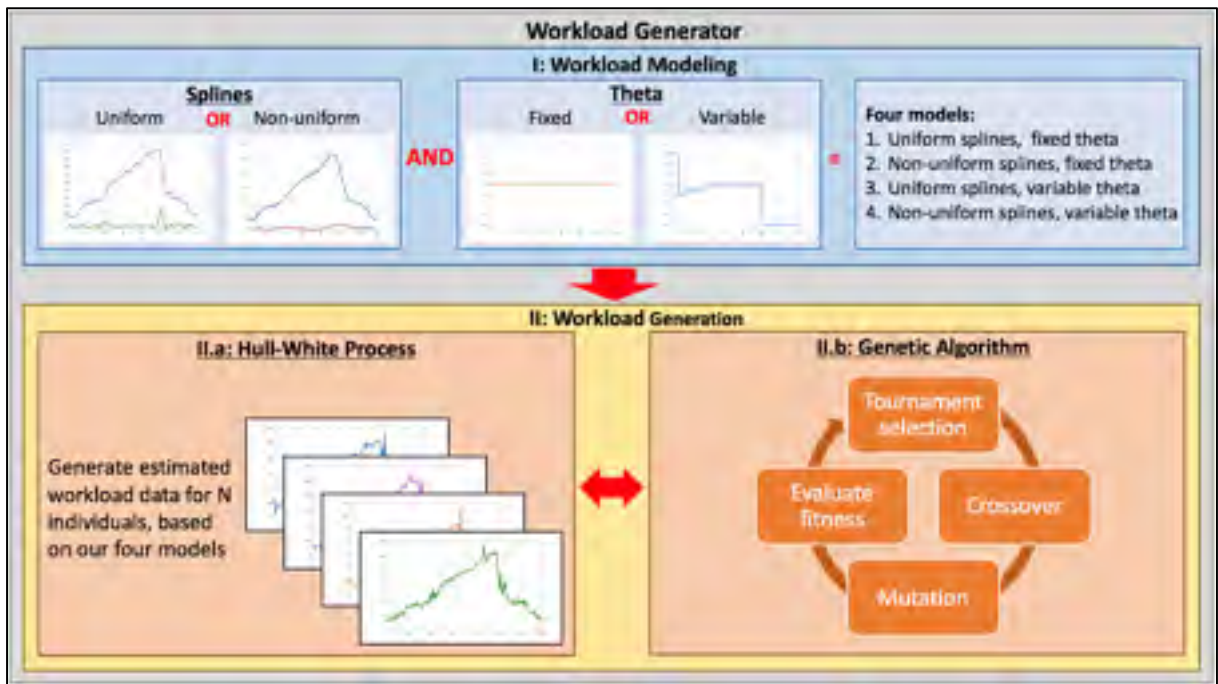 Workload Generator
I: Workload Modeling
Splines
Uniform OR Non-uniform
AND
Theta
Fixed OR Variable
=
Four models:
1. Uniform splines, fixed theta
2. Non-uniform splines, fixed theta
3. Uniform splines, variable theta
4. Non-uniform splines, variable theta
II: Workload Generation
II.a: Hull-White Process
Generate estimated
workload data for N
individuals, based
on our four models
II.b: Genetic Algorithm
Tournament
selection
Evaluate
fitness
Crossover
Mutation